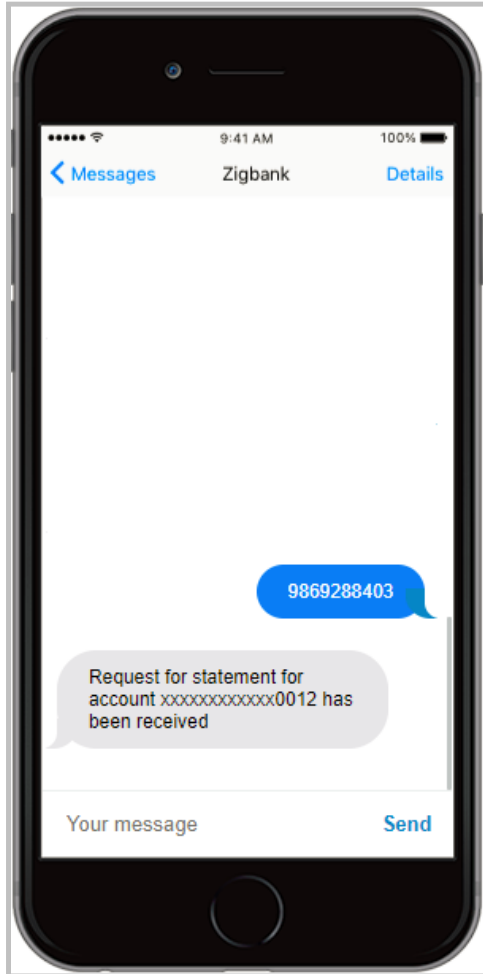 9:41 AM 100%
Messages Zigbank Details
9869288403
Request for statement for
account xxxxxxxxxxxx0012 has
been received
Your message Send